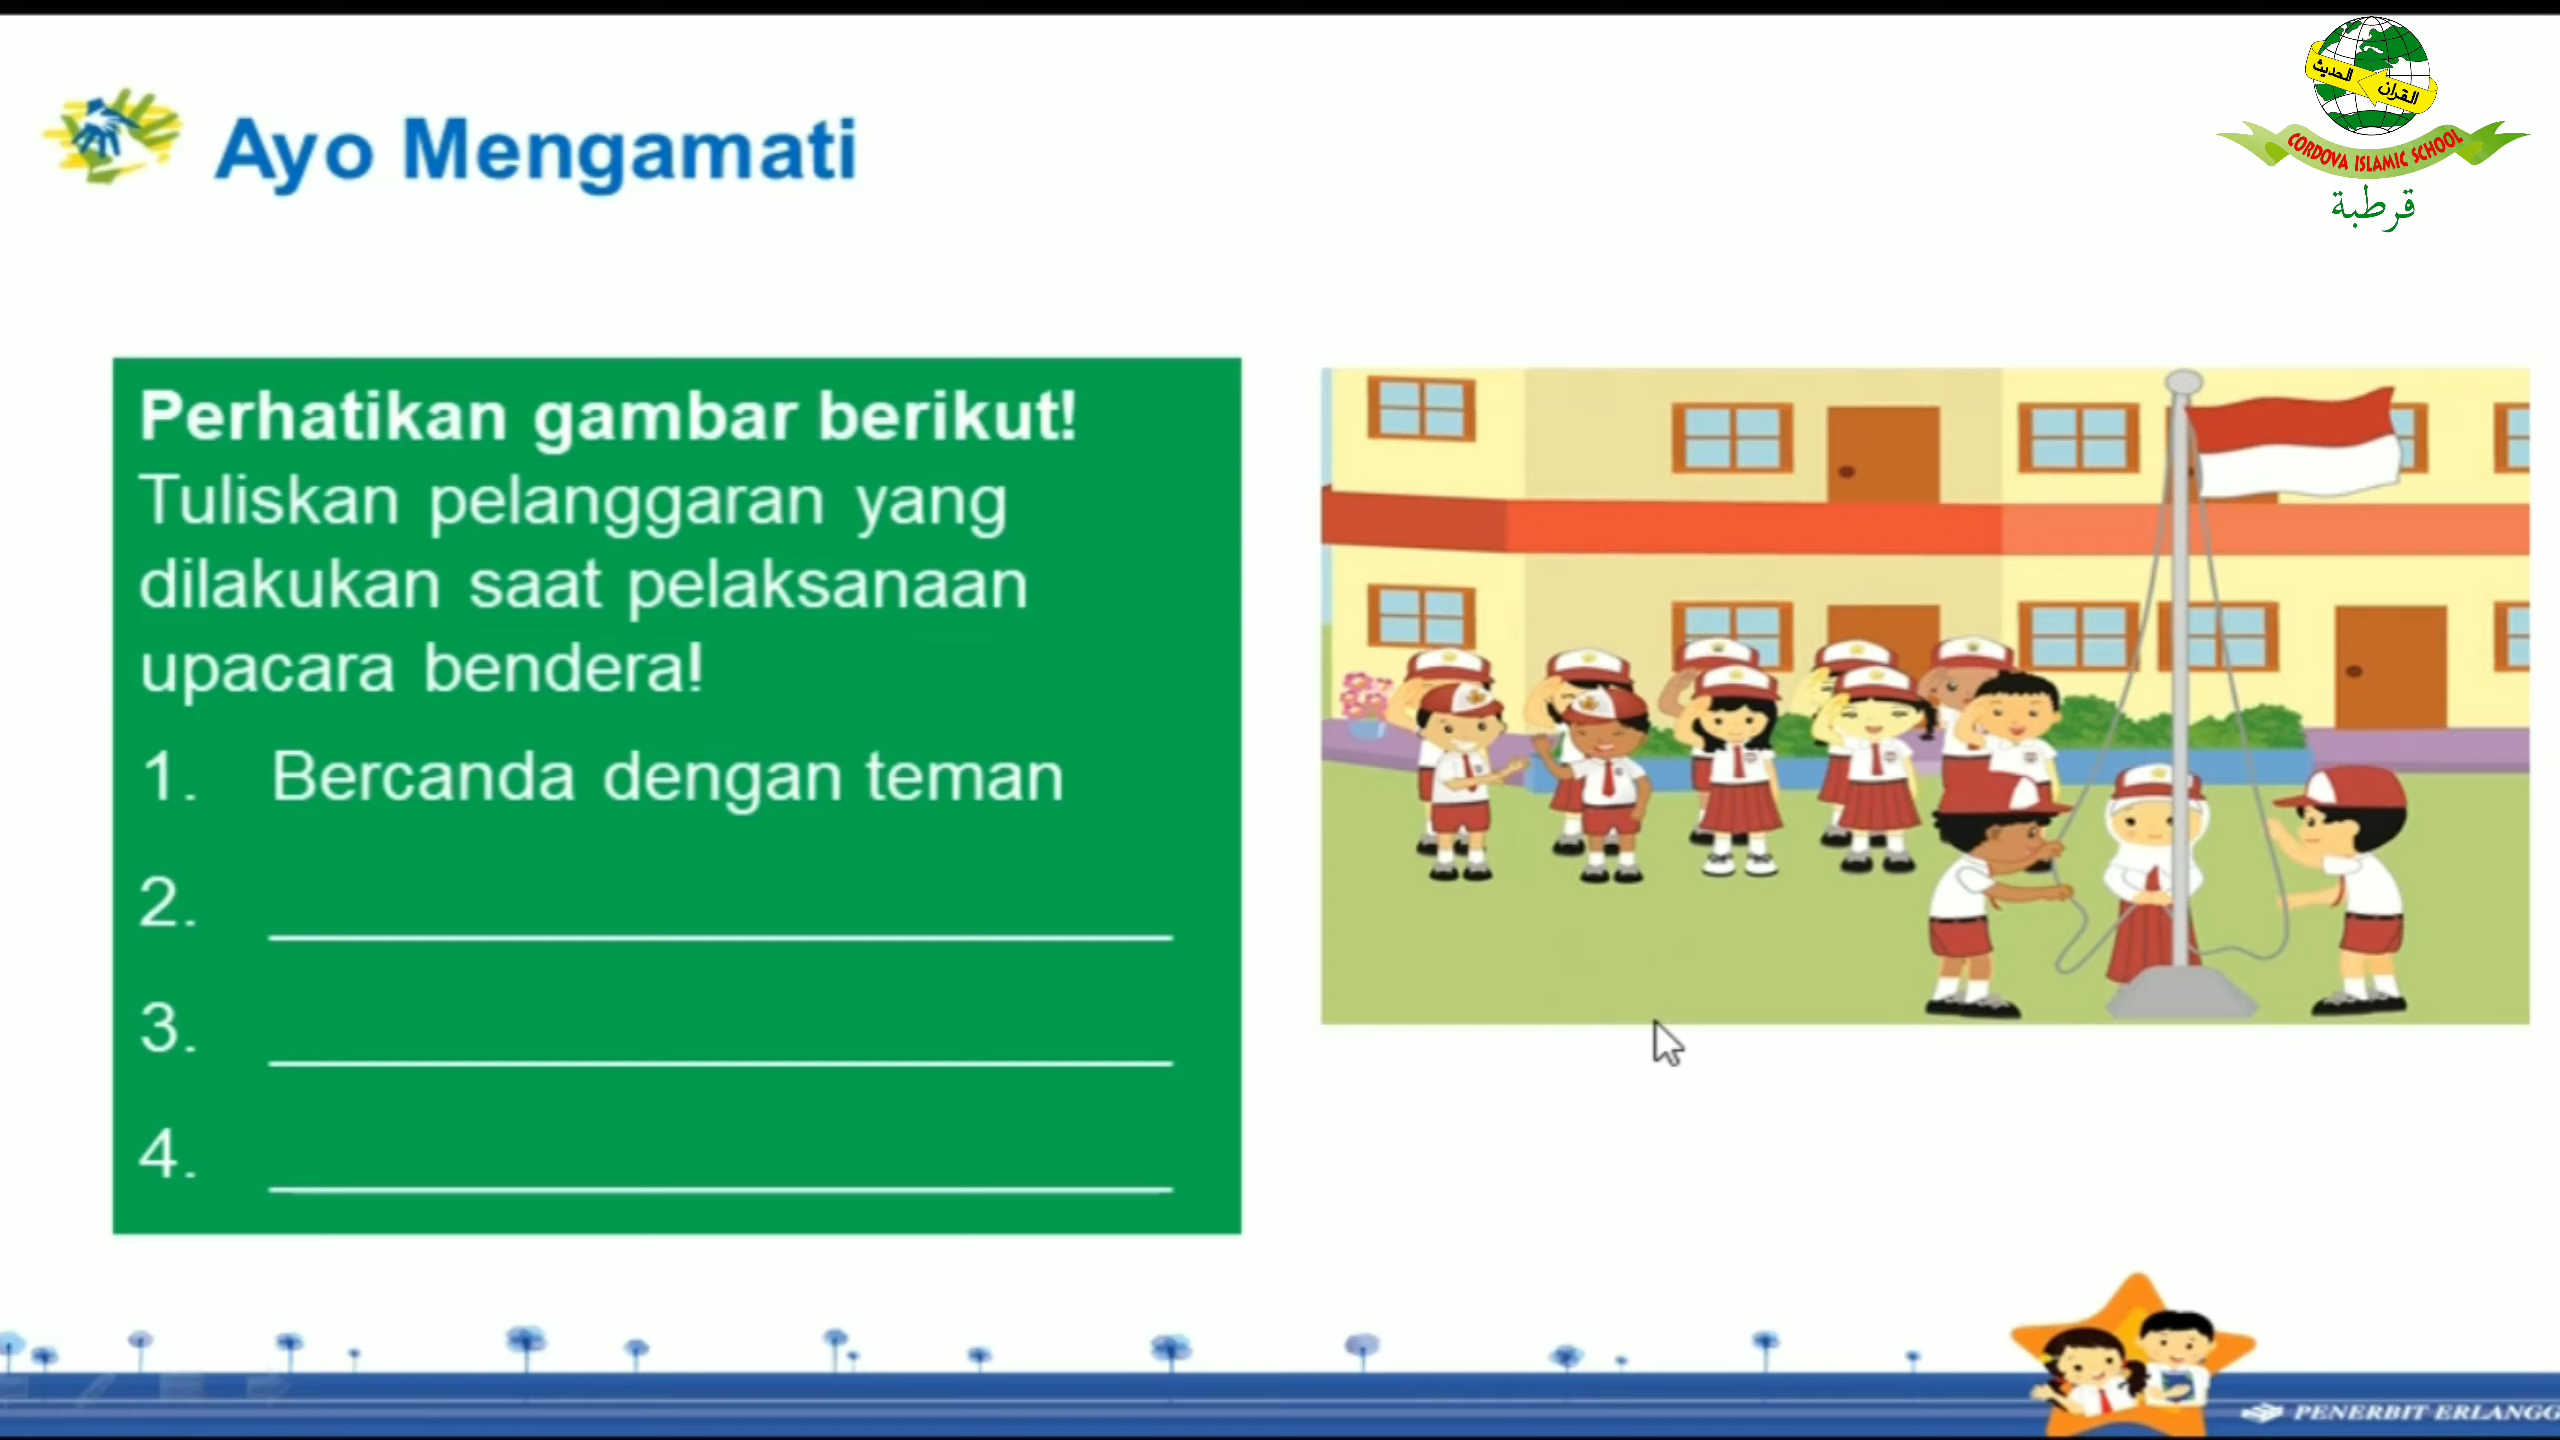 Ayo Mengamati
الحديث
القرآن
CORDOVA ISLAMIC SCHOOL
قرطبة
Perhatikan gambar berikut!
Tuliskan pelanggaran yang
dilakukan saat pelaksanaan
upacara bendera!
1. Bercanda dengan teman
2.
3.
4.
PENERBIT ERLANGG